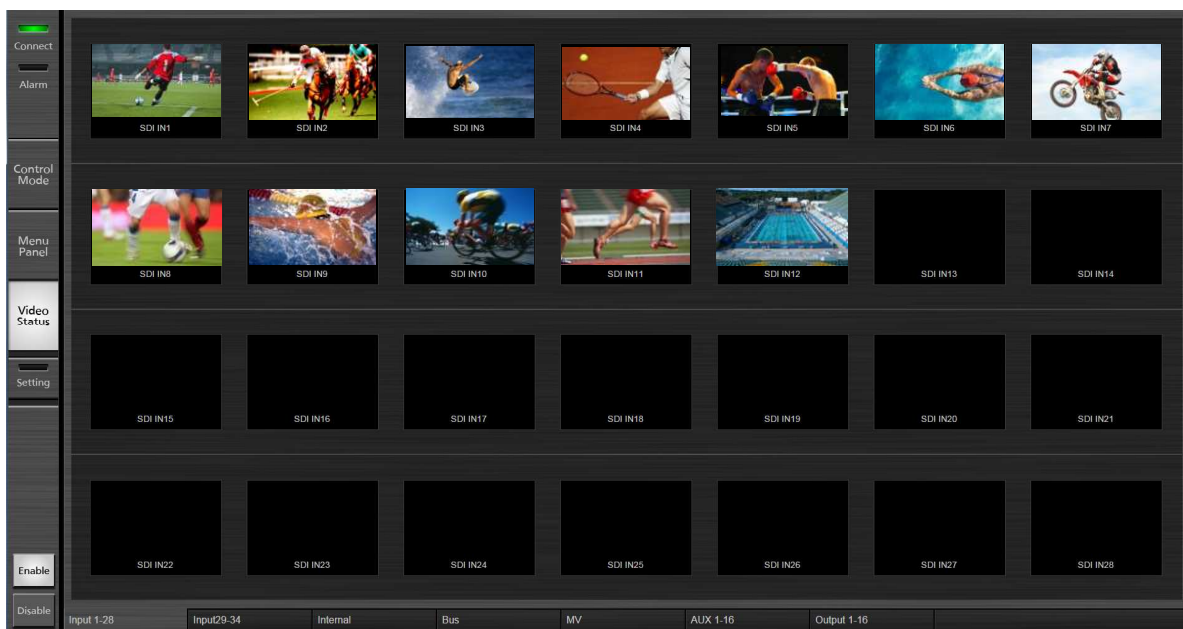 Connect
Alarm
Control
Mode
Menu
Panel
Video
Status
Setting
Enable
Disable
SDI IN1 SDI IN2 SDI IN3 SDI IN4 SDI IN5 SDI IN6 SDI IN7
SDI IN8 SDI IN9 SDI IN10 SDI IN11 SDI IN12 SDI IN13 SDI IN14
SDI IN15 SDI IN16 SDI IN17 SDI IN18 SDI IN19 SDI IN20 SDI IN21
SDI IN22 SDI IN23 SDI IN24 SDI IN25 SDI IN26 SDI IN27 SDI IN28
Input 1-28 Input29-34 Internal Bus MV AUX 1-16 Output 1-16